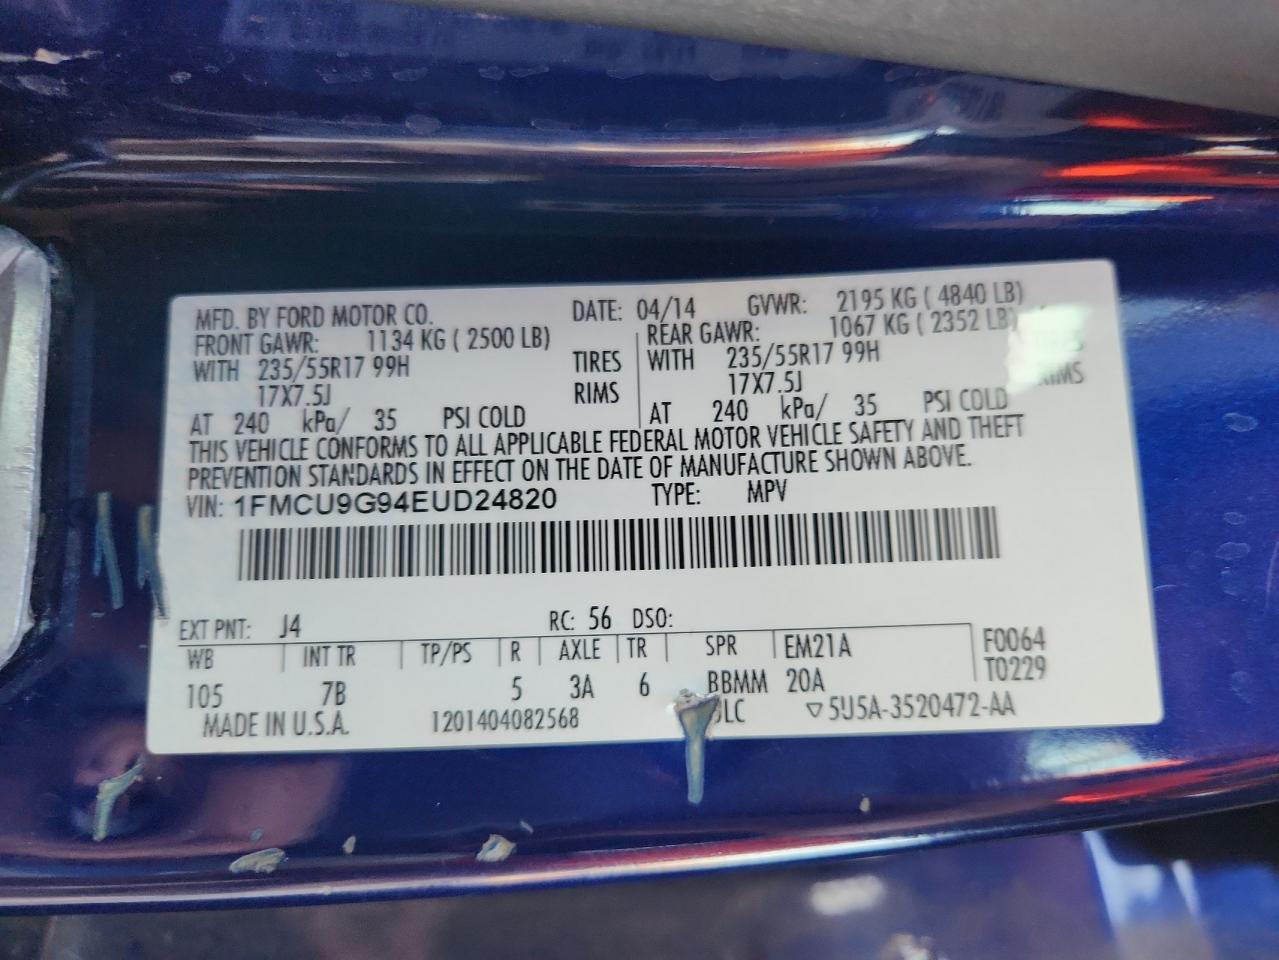 MFD. BY FORD MOTOR CO. DATE: 04/14 GVWR: 2195 KG ( 4840 LB)
FRONT GAWR: 1134 KG ( 2500 LB) REAR GAWR: 1067 KG ( 2352 LB)
WITH 235/55R17 99H TIRES WITH 235/55R17 99H
17X7.5J RIMS 17X7.5J RIMS
AT 240 kPa/ 35 PSI COLD AT 240 kPa/ 35 PSI COLD
THIS VEHICLE CONFORMS TO ALL APPLICABLE FEDERAL MOTOR VEHICLE SAFETY AND THEFT
PREVENTION STANDARDS IN EFFECT ON THE DATE OF MANUFACTURE SHOWN ABOVE.
VIN: 1FMCU9G94EUD24820 TYPE: MPV
EXT PNT: J4 RC: 56 DSO:
WB INT TR TP/PS R AXLE TR SPR EM21A F0064
105 7B 5 3A 6 BBMM 20A T0229
MADE IN U.S.A. 1201404082568 ▽5U5A-3520472-AA